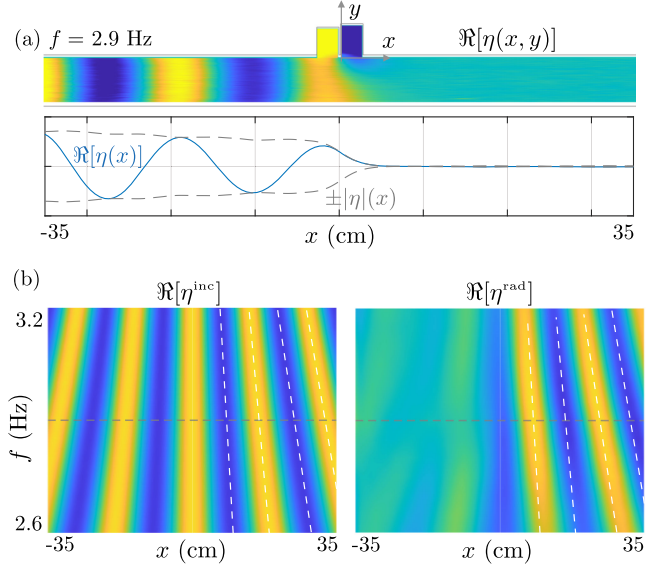 y
(a) f = 2.9 Hz x ℜ[η(x, y)]
ℜ[η(x)]
±|η|(x)
-35 x (cm) 35
(b)
ℜ[η^inc] ℜ[η^rad]
3.2
f (Hz)
2.6
-35 x (cm) 35 -35 x (cm) 35